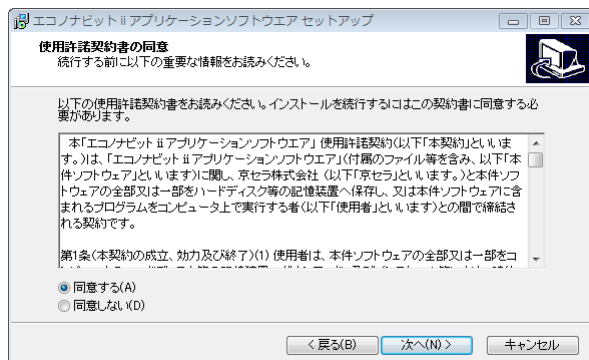 エコノナビット ii アプリケーションソフトウエア セットアップ
使用許諾契約書の同意
続行する前に以下の重要な情報をお読みください。
以下の使用許諾契約書をお読みください。インストールを続行するにはこの契約書に同意する必
要があります。
本「エコノナビット ii アプリケーションソフトウエア」 使用許諾契約(以下「本契約」といいま
す。)は、「エコノナビット ii アプリケーションソフトウエア」(付属のファイル等を含み、以下「本
件ソフトウェア」といいます)に関し、京セラ株式会社 (以下「京セラ」といいます。)と本件ソフ
トウェアの全部又は一部をハードディスク等の記憶装置へ保存し、又は本件ソフトウェアに含
まれるプログラムをコンピュータ上で実行する者(以下「使用者」といいます)との間で締結さ
れる契約です。
第1条(本契約の成立、効力及び終了)(1) 使用者は、本件ソフトウェアの全部又は一部をコ
同意する(A)
同意しない(D)
< 戻る(B)
次へ(N) >
キャンセル